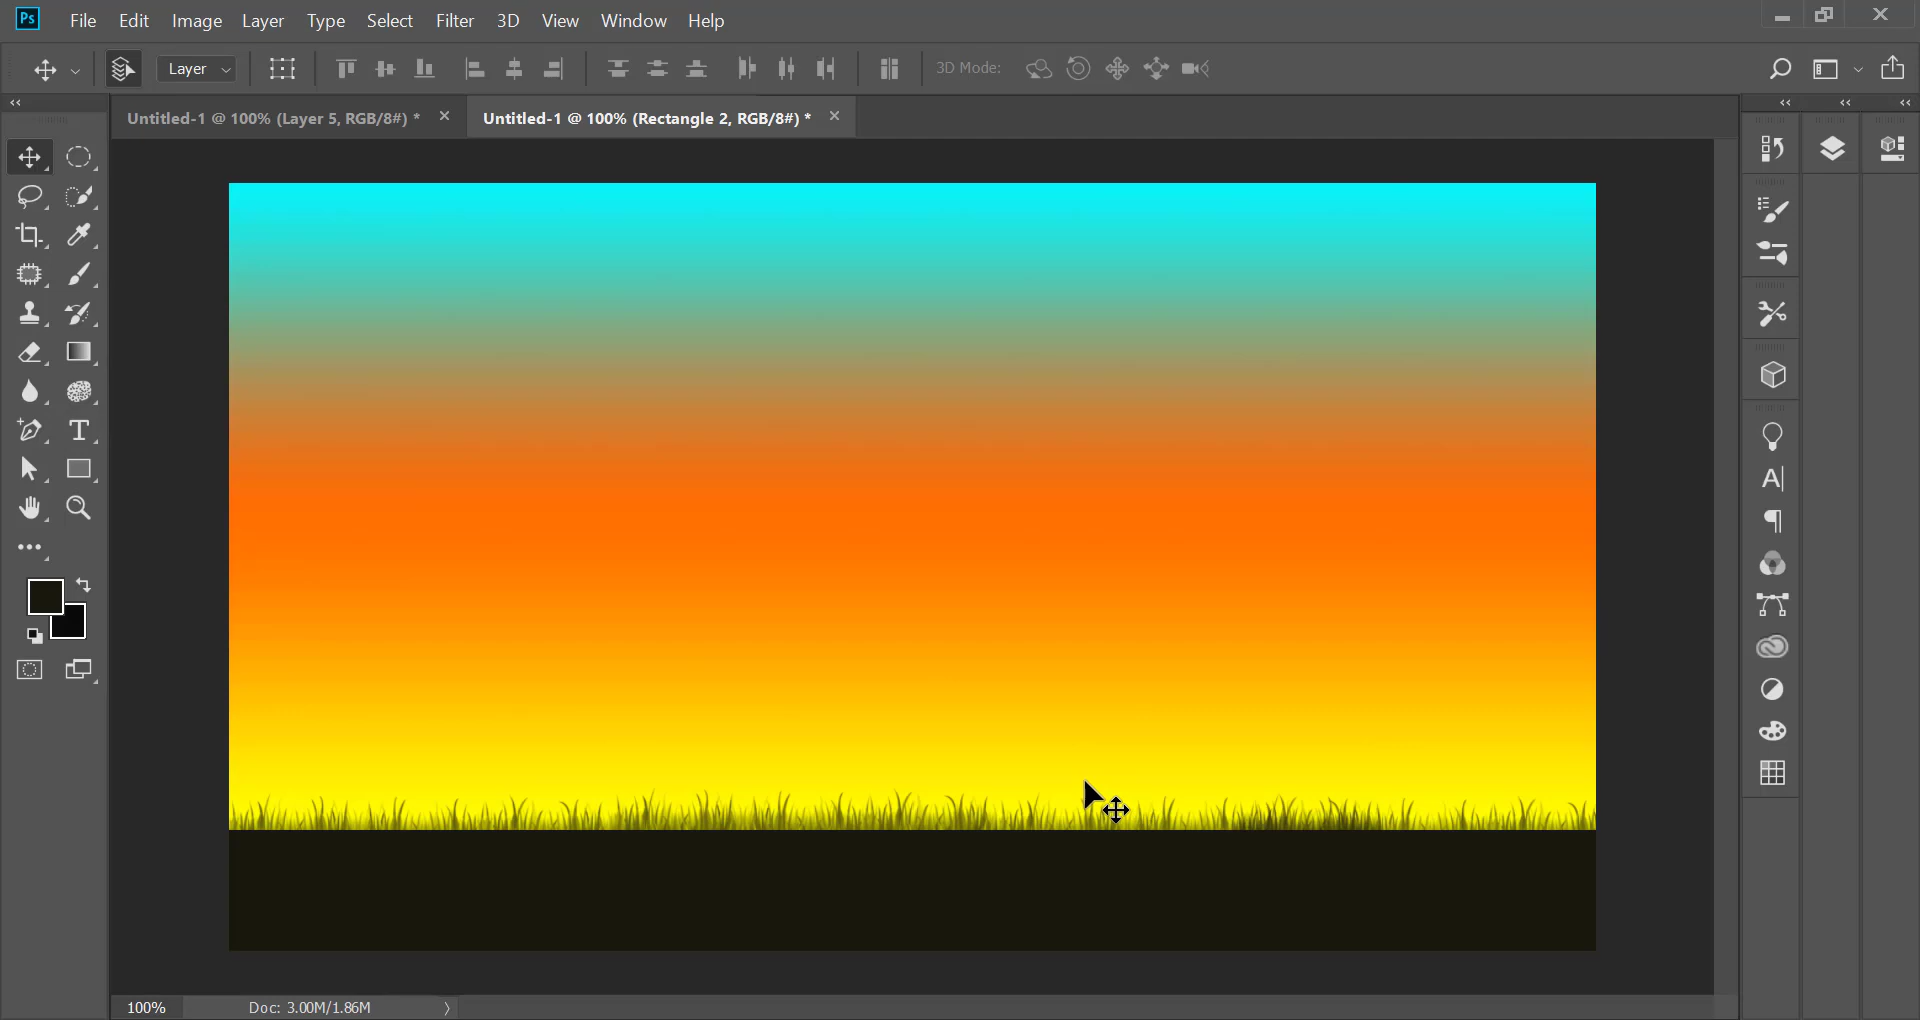 Ps File Edit Image Layer Type Select Filter 3D View Window Help
Layer 3D Mode:
Untitled-1 @ 100% (Layer 5, RGB/8#) * Untitled-1 @ 100% (Rectangle 2, RGB/8#) *
100% Doc: 3.00M/1.86M